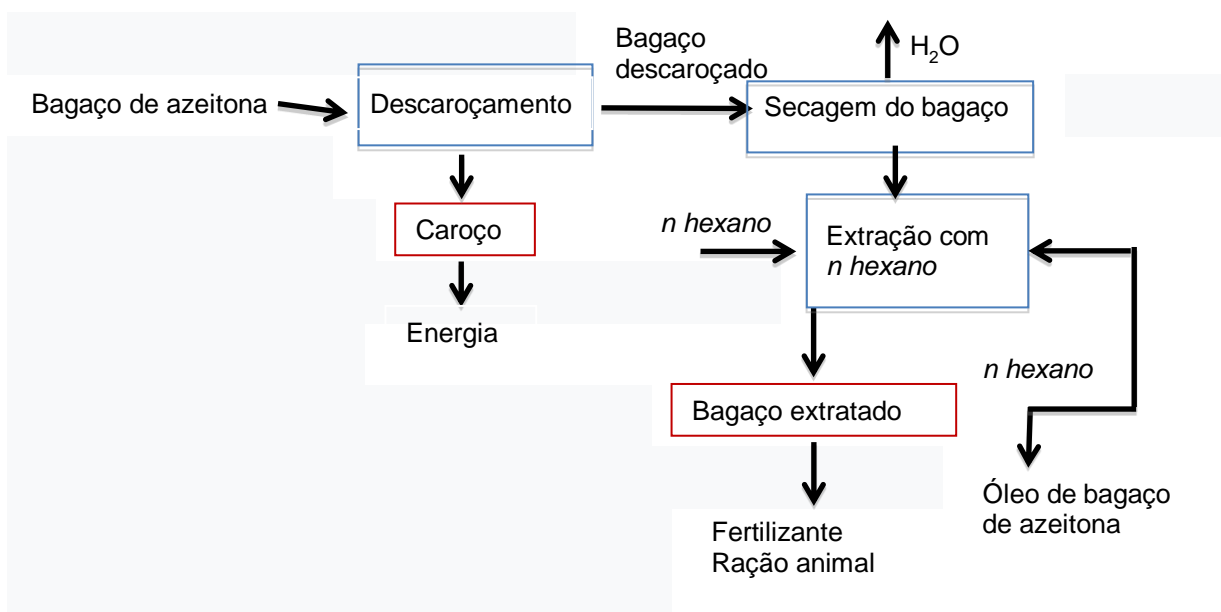 Bagaço de azeitona
Descaroçamento
Bagaço
descaroçado
H₂O
Secagem do bagaço
Caroço
Energia
n hexano
Extração com
n hexano
n hexano
Bagaço extratado
Fertilizante
Ração animal
Óleo de bagaço
de azeitona